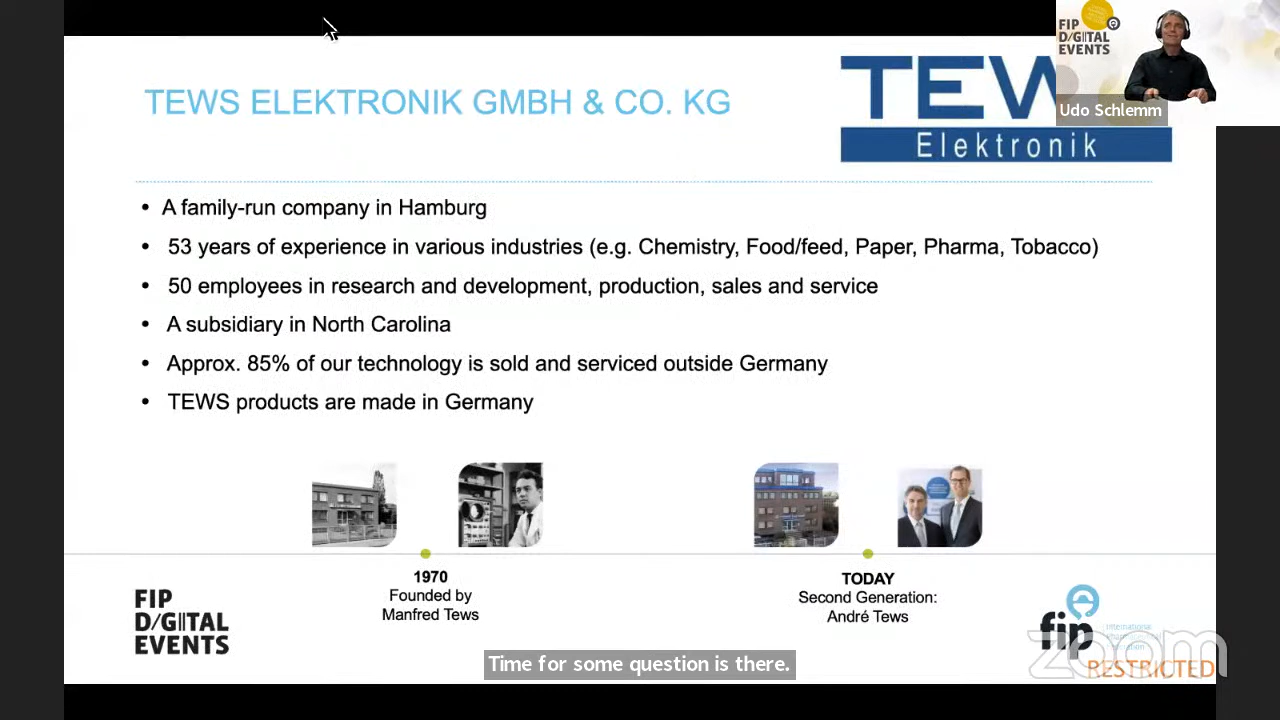 FIP
D/GITAL
EVENTS
Udo Schlemm
TEWS ELEKTRONIK GMBH & CO. KG
TEW
Elektronik
• A family-run company in Hamburg
• 53 years of experience in various industries (e.g. Chemistry, Food/feed, Paper, Pharma, Tobacco)
• 50 employees in research and development, production, sales and service
• A subsidiary in North Carolina
• Approx. 85% of our technology is sold and serviced outside Germany
• TEWS products are made in Germany
1970
Founded by
Manfred Tews
TODAY
Second Generation:
André Tews
FIP
D/GITAL
EVENTS
fip
zoom
RESTRICTED
Time for some question is there.